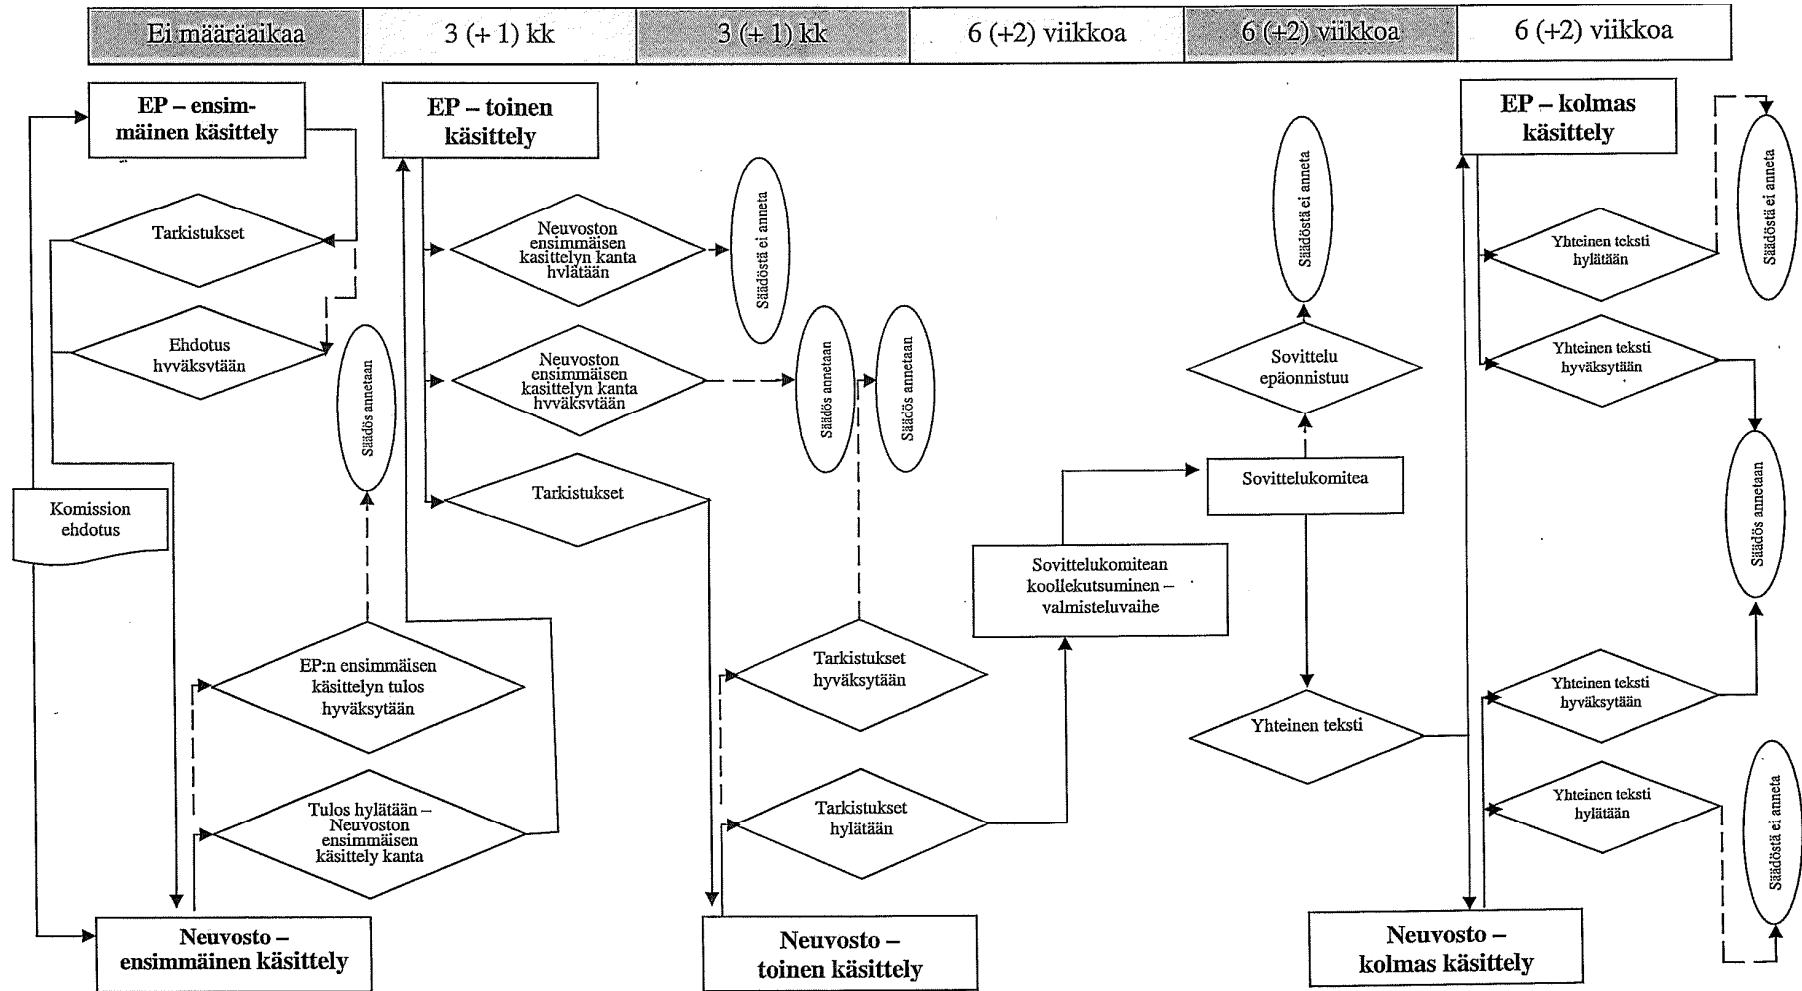 Ei määräaikaa
3 (+ 1) kk
3 (+ 1) kk
6 (+2) viikkoa
6 (+2) viikkoa
6 (+2) viikkoa
EP – ensim-
mäinen käsittely
Tarkistukset
Ehdotus
hyväksytään
Säädös annetaan
Komission
ehdotus
EP:n ensimmäisen
käsittelyn tulos
hyväksytään
Tulos hylätään –
Neuvoston
ensimmäisen
käsittely kanta
Neuvosto –
ensimmäinen käsittely
EP – toinen
käsittely
Neuvoston
ensimmäisen
käsittelyn kanta
hylätään
Säädöstä ei anneta
Neuvoston
ensimmäisen
käsittelyn kanta
hyväksytään
Säädös annetaan
Säädös annetaan
Tarkistukset
Tarkistukset
hyväksytään
Tarkistukset
hylätään
Neuvosto –
toinen käsittely
Sovittelukomitean
koollekutsuminen –
valmisteluvaihe
Säädöstä ei anneta
Sovittelu
epäonnistuu
Sovittelukomitea
Yhteinen teksti
EP – kolmas
käsittely
Säädöstä ei anneta
Yhteinen teksti
hylätään
Yhteinen teksti
hyväksytään
Säädös annetaan
Yhteinen teksti
hyväksytään
Yhteinen teksti
hylätään
Säädöstä ei anneta
Neuvosto –
kolmas käsittely